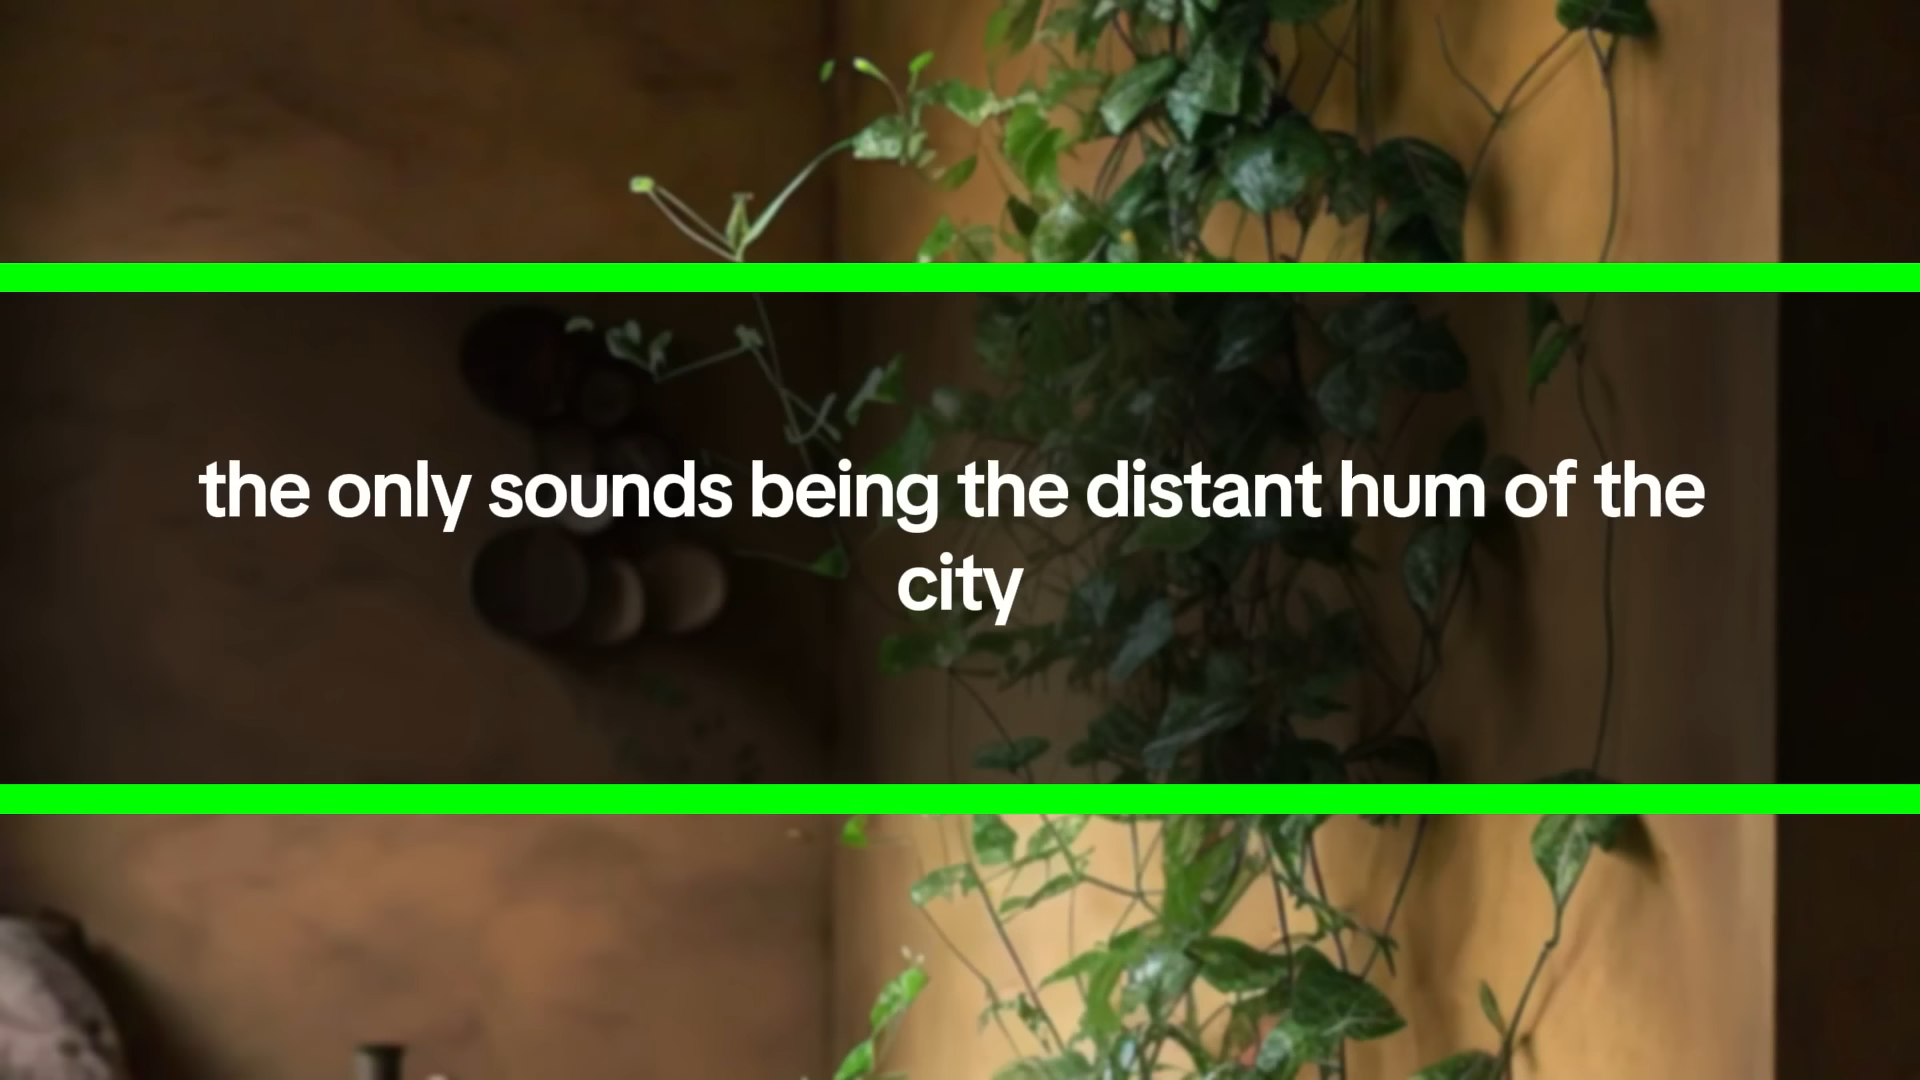 the only sounds being the distant hum of the
city